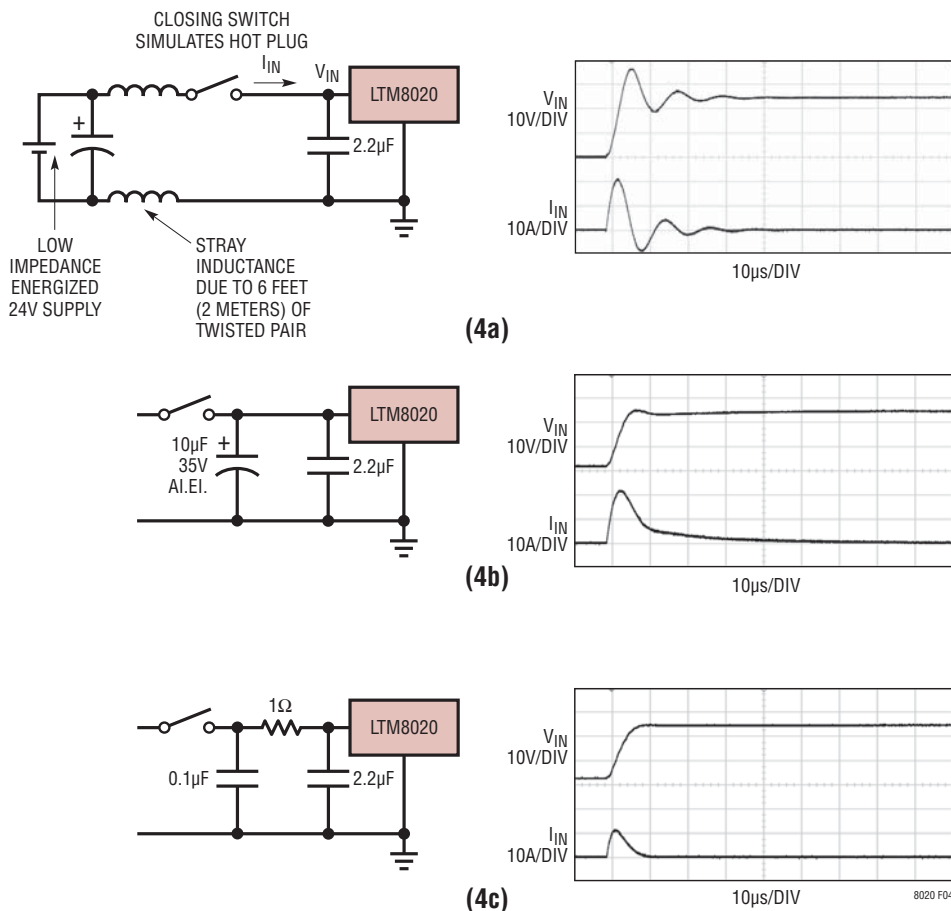 CLOSING SWITCH
SIMULATES HOT PLUG
I_IN
V_IN
LTM8020
+
2.2µF
LOW
IMPEDANCE
ENERGIZED
24V SUPPLY
STRAY
INDUCTANCE
DUE TO 6 FEET
(2 METERS) OF
TWISTED PAIR
V_IN
10V/DIV
I_IN
10A/DIV
10µs/DIV
(4a)
LTM8020
10µF
35V
AI.EI.
+
2.2µF
V_IN
10V/DIV
I_IN
10A/DIV
10µs/DIV
(4b)
1Ω
LTM8020
0.1µF
2.2µF
V_IN
10V/DIV
I_IN
10A/DIV
10µs/DIV
8020 F04
(4c)